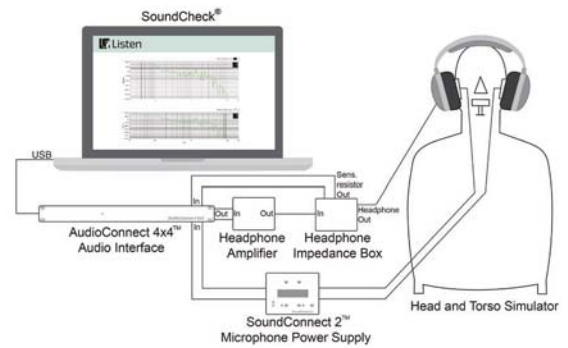 SoundCheck®
Listen
USB
In
Out
In
AudioConnect 4x4™
Audio Interface
In Out
Headphone
Amplifier
Sens.
resistor
Out
In
Headphone
Out
Headphone
Impedance Box
SoundConnect 2™
Microphone Power Supply
Head and Torso Simulator